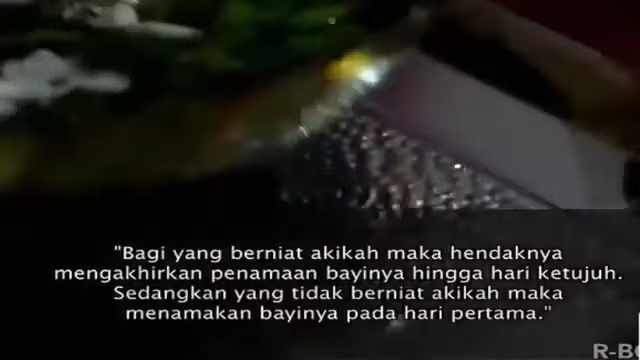 "Bagi yang berniat akikah maka hendaknya
mengakhirkan penamaan bayinya hingga hari ketujuh.
Sedangkan yang tidak berniat akikah maka
menamakan bayinya pada hari pertama."